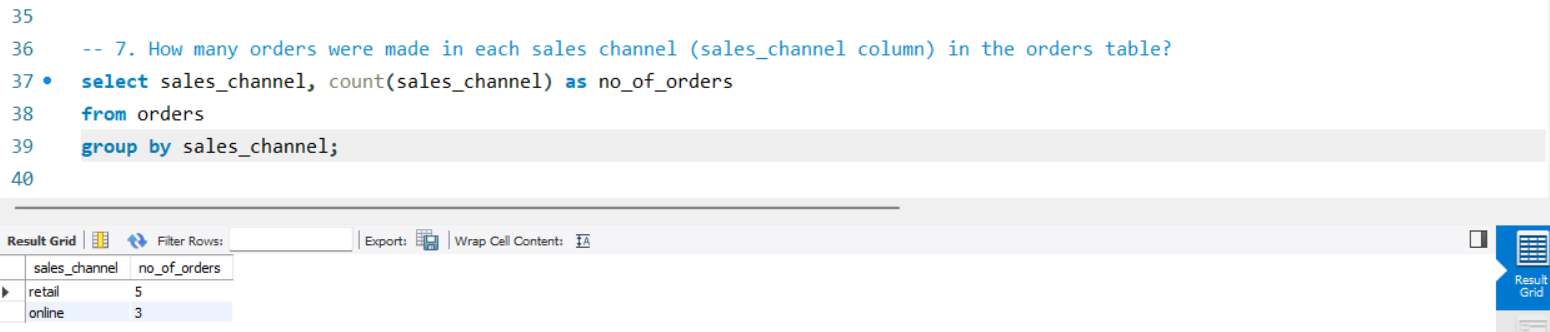 35
36 -- 7. How many orders were made in each sales channel (sales_channel column) in the orders table?
37 select sales_channel, count(sales_channel) as no_of_orders
38 from orders
39 group by sales_channel;
40
Result Grid Filter Rows: Export: Wrap Cell Content: IA
sales_channel no_of_orders
retail 5
online 3
Result
Grid